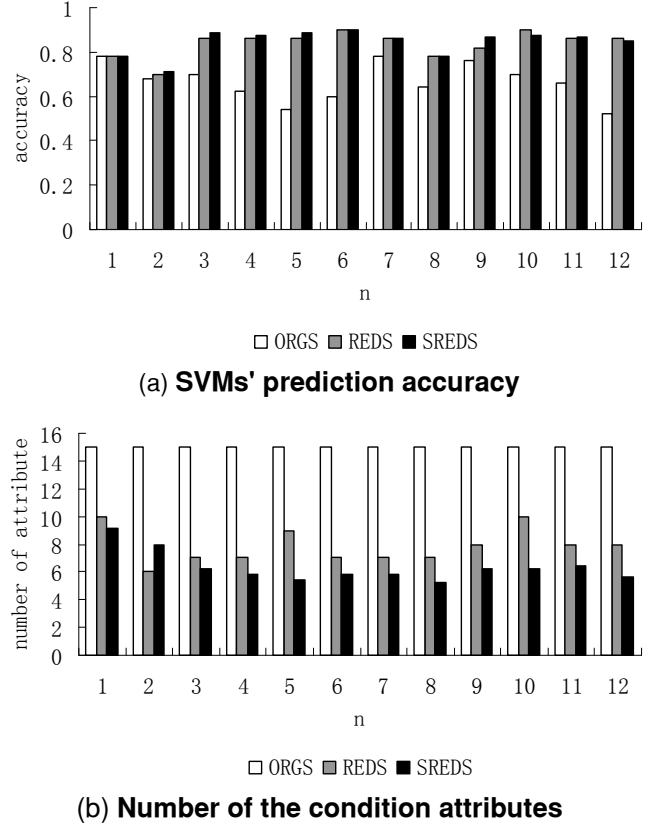 1
0.8
0.6
0.4
0.2
0
accuracy
1 2 3 4 5 6 7 8 9 10 11 12
n
ORGS REDS SREDS
(a) SVMs' prediction accuracy
16
14
12
10
8
6
4
2
0
number of attribute
1 2 3 4 5 6 7 8 9 10 11 12
n
ORGS REDS SREDS
(b) Number of the condition attributes